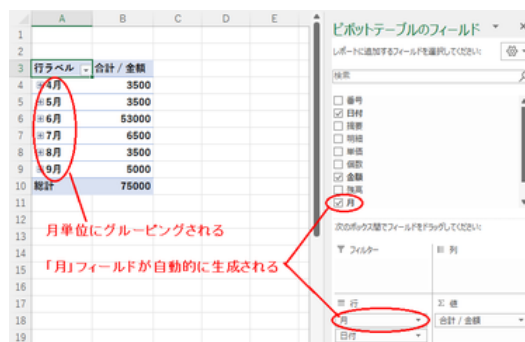 A B C D E
1
2
3 行ラベル 合計 / 金額
4 4月 3500
5 5月 3500
6 6月 53000
7 7月 6500
8 8月 3500
9 9月 5000
10 総計 75000
11
12
13
14
15
16
17
18
19
月単位にグルーピングされる
「月」フィールドが自動的に生成される
ピボットテーブルのフィールド
レポートに追加するフィールドを選択してください:
検索
番号
日付
摘要
明細
単価
個数
金額
残高
月
次のボックス間でフィールドをドラッグしてください:
フィルター
列
行
Σ 値
月
合計 / 金額
日付